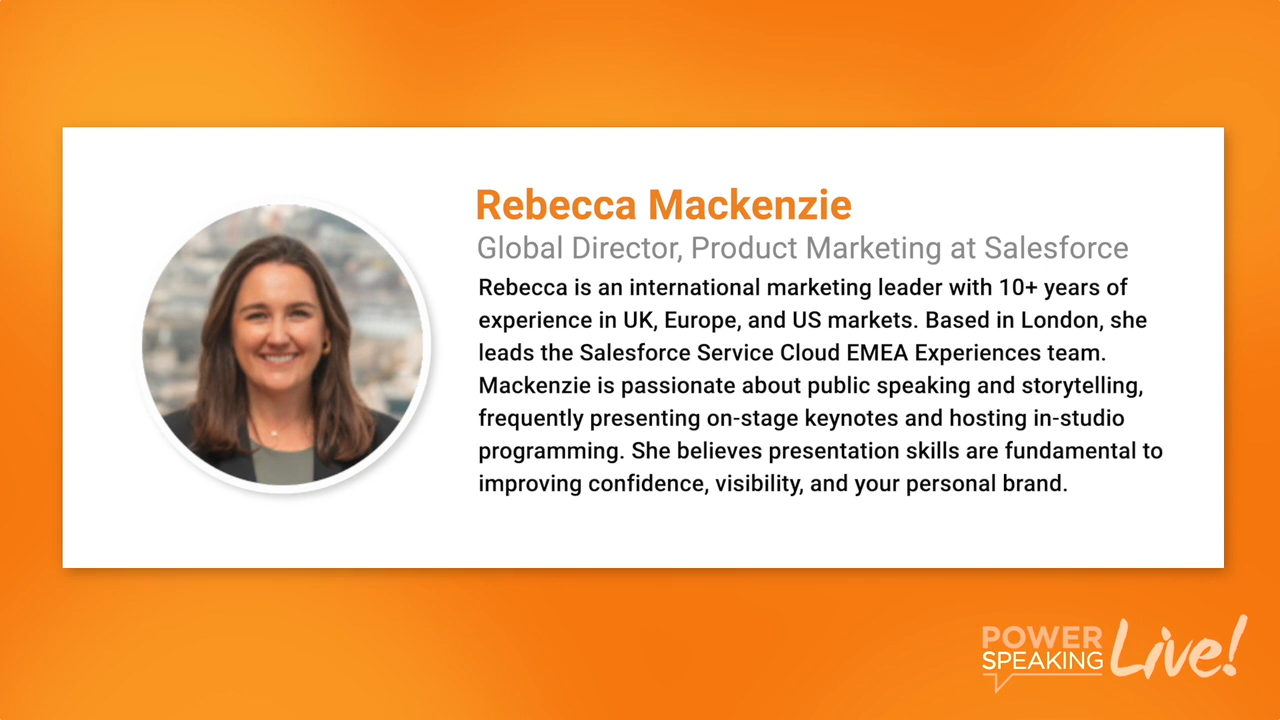 Rebecca Mackenzie
Global Director, Product Marketing at Salesforce
Rebecca is an international marketing leader with 10+ years of
experience in UK, Europe, and US markets. Based in London, she
leads the Salesforce Service Cloud EMEA Experiences team.
Mackenzie is passionate about public speaking and storytelling,
frequently presenting on-stage keynotes and hosting in-studio
programming. She believes presentation skills are fundamental to
improving confidence, visibility, and your personal brand.
POWER
SPEAKING
Live!